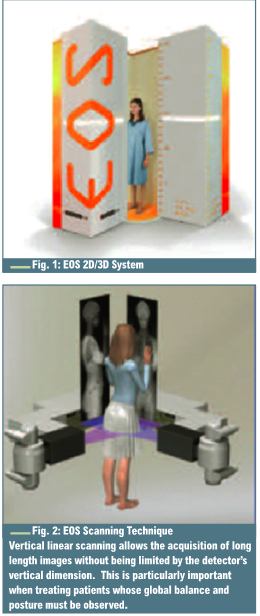 EOS
Fig. 1: EOS 2D/3D System
Fig. 2: EOS Scanning Technique
Vertical linear scanning allows the acquisition of long
length images without being limited by the detector's
vertical dimension. This is particularly important
when treating patients whose global balance and
posture must be observed.